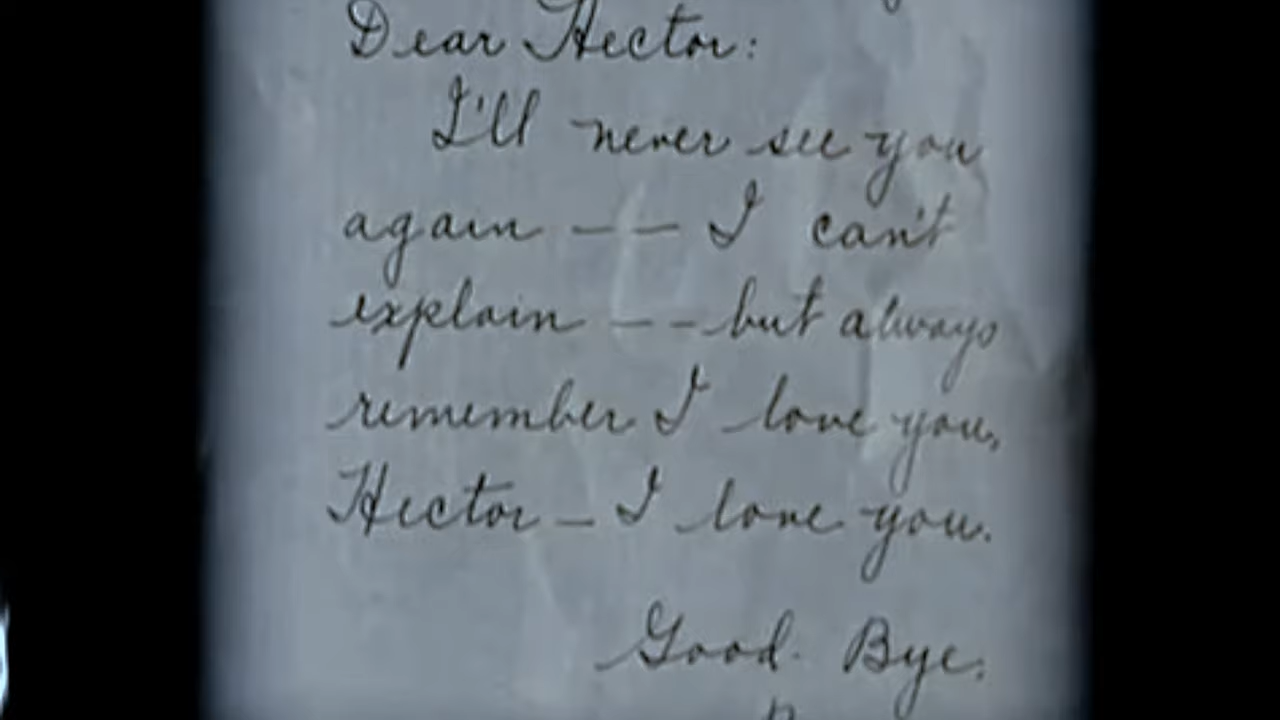 Dear Hector:
I'll never see you
again -- I can't
explain -- but always
remember I love you,
Hector - I love you.
Good Bye.